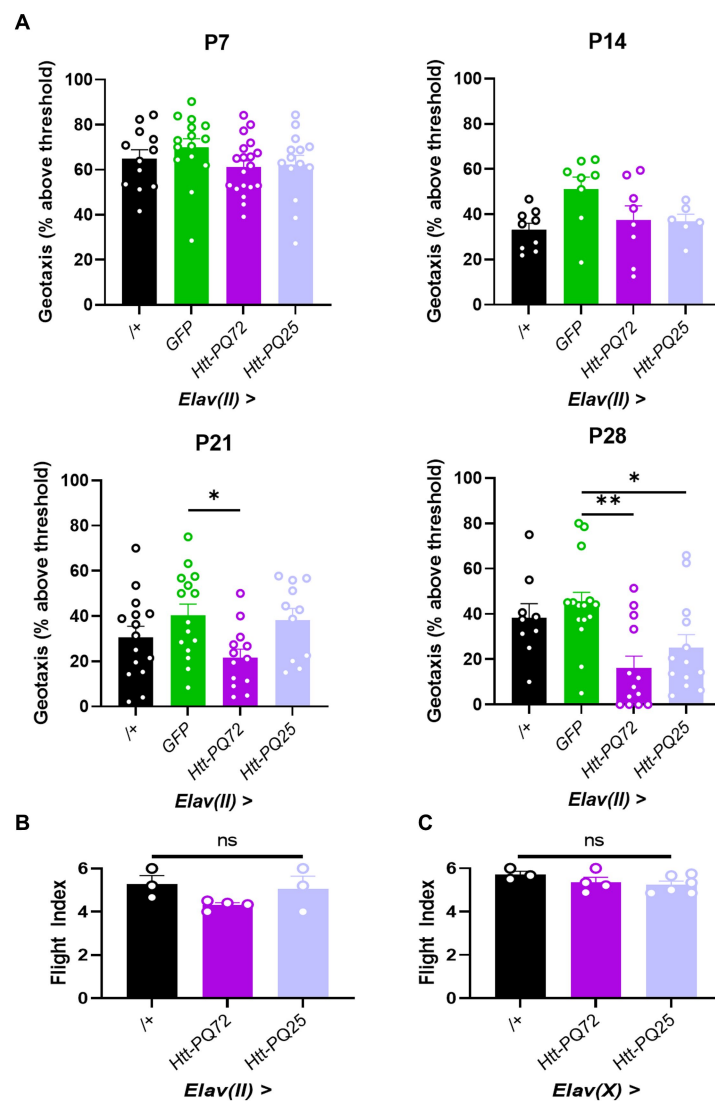 A
P7
Geotaxis (% above threshold)
100
80
60
40
20
0
/+
GFP
Htt-PQ72
Htt-PQ25
Elav(II) >
P14
Geotaxis (% above threshold)
100
80
60
40
20
0
/+
GFP
Htt-PQ72
Htt-PQ25
Elav(II) >
P21
Geotaxis (% above threshold)
100
80
60
40
20
0
*
/+
GFP
Htt-PQ72
Htt-PQ25
Elav(II) >
P28
Geotaxis (% above threshold)
100
80
60
40
20
0
*
**
/+
GFP
Htt-PQ72
Htt-PQ25
Elav(II) >
B
ns
Flight Index
6
4
2
0
/+
Htt-PQ72
Htt-PQ25
Elav(II) >
C
ns
Flight Index
6
4
2
0
/+
Htt-PQ72
Htt-PQ25
Elav(X) >